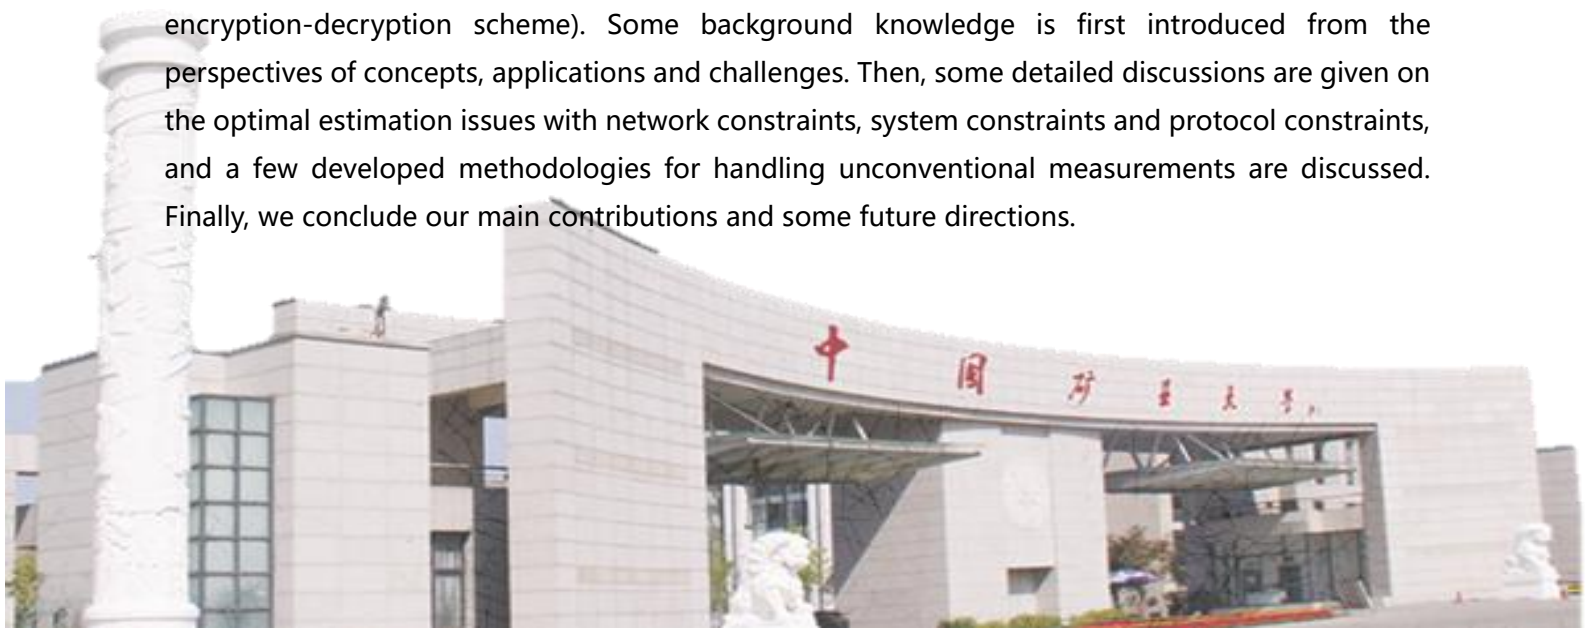 encryption-decryption scheme). Some background knowledge is first introduced from the
perspectives of concepts, applications and challenges. Then, some detailed discussions are given on
the optimal estimation issues with network constraints, system constraints and protocol constraints,
and a few developed methodologies for handling unconventional measurements are discussed.
Finally, we conclude our main contributions and some future directions.
中国矿业大学